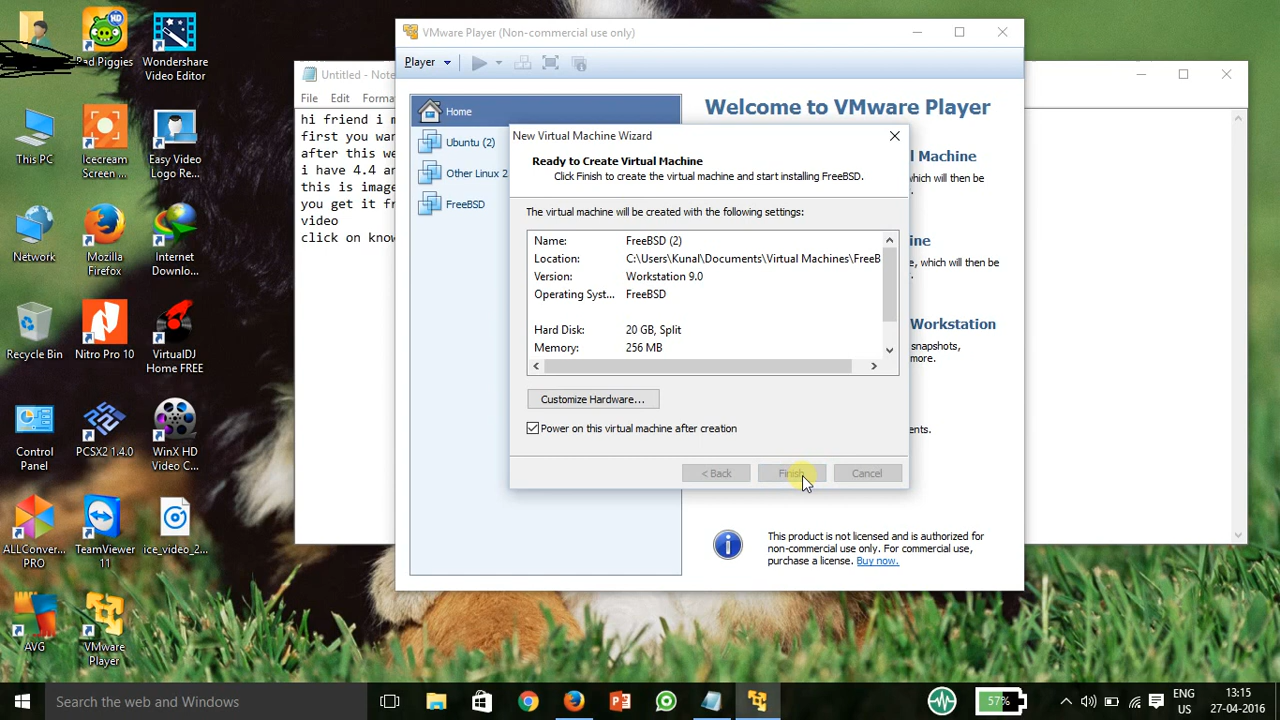 Bad Piggies
Wondershare
Video Editor
This PC
Icecream
Screen ...
Easy Video
Logo Re...
Network
Mozilla
Firefox
Internet
Downlo...
Recycle Bin
Nitro Pro 10
VirtualDJ
Home FREE
Control
Panel
PCSX2 1.4.0
WinX HD
Video C...
ALLConver...
PRO
TeamViewer
11
ice_video_2...
AVG
VMware
Player
Untitled - Note
File Edit Forma
hi friend i m
first you wan
after this we
i have 4.4 an
this is image
you get it fr
video
click on know
VMware Player (Non-commercial use only)
Player
Home
Ubuntu (2)
Other Linux 2
FreeBSD
Welcome to VMware Player
l Machine
which will then be
ine
e, which will then be
Workstation
snapshots,
more.
ents.
This product is not licensed and is authorized for
non-commercial use only. For commercial use,
purchase a license. Buy now.
New Virtual Machine Wizard
Ready to Create Virtual Machine
Click Finish to create the virtual machine and start installing FreeBSD.
The virtual machine will be created with the following settings:
Name: FreeBSD (2)
Location: C:\Users\Kunal\Documents\Virtual Machines\FreeB
Version: Workstation 9.0
Operating Syst... FreeBSD
Hard Disk: 20 GB, Split
Memory: 256 MB
Customize Hardware...
Power on this virtual machine after creation
< Back Finish Cancel
Search the web and Windows
57%
ENG
US
13:15
27-04-2016